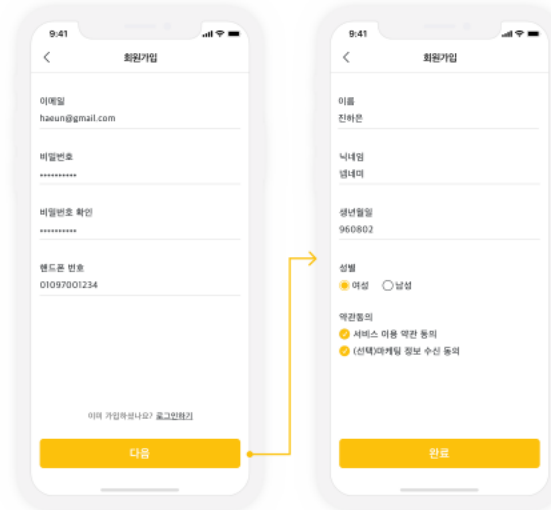 9:41
회원가입
이메일
haeun@gmail.com
비밀번호
••••••••••
비밀번호 확인
••••••••••
핸드폰 번호
01097001234
이미 가입하셨나요? 로그인하기
다음
9:41
회원가입
이름
진하은
닉네임
넴네미
생년월일
960802
성별
여성 남성
약관동의
서비스 이용 약관 동의
(선택)마케팅 정보 수신 동의
완료